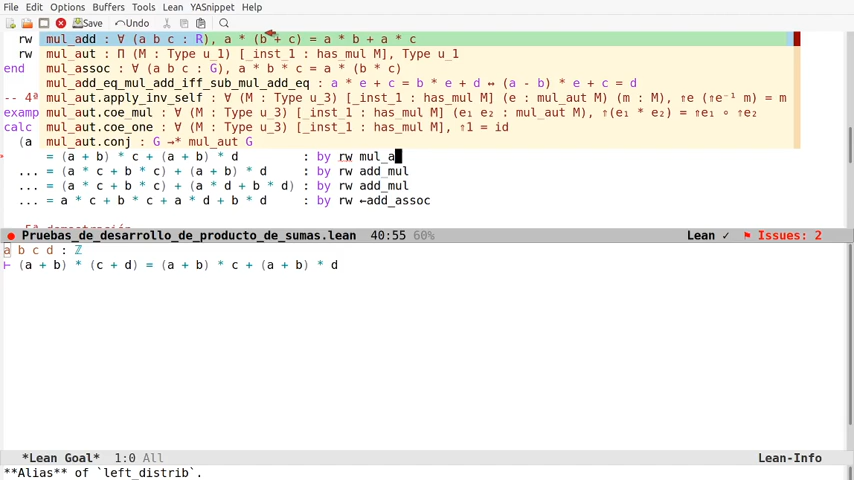 File Edit Options Buffers Tools Lean YASnippet Help
Save Undo
rw mul_add : ∀ (a b c : R), a * (b + c) = a * b + a * c
rw mul_aut : Π (M : Type u_1) [_inst_1 : has_mul M], Type u_1
end mul_assoc : ∀ (a b c : G), a * b * c = a * (b * c)
mul_add_eq_mul_add_iff_sub_mul_add_eq : a * e + c = b * e + d ↔ (a - b) * e + c = d
-- 4ª mul_aut.apply_inv_self : ∀ (M : Type u_3) [_inst_1 : has_mul M] (e : mul_aut M) (m : M), ⇑e (⇑e⁻¹ m) = m
examp mul_aut.coe_mul : ∀ (M : Type u_3) [_inst_1 : has_mul M] (e₁ e₂ : mul_aut M), ⇑(e₁ * e₂) = ⇑e₁ ∘ ⇑e₂
calc mul_aut.coe_one : ∀ (M : Type u_3) [_inst_1 : has_mul M], ⇑1 = id
(a mul_aut.conj : G →* mul_aut G
= (a + b) * c + (a + b) * d : by rw mul_a
... = (a * c + b * c) + (a + b) * d : by rw add_mul
... = (a * c + b * c) + (a * d + b * d) : by rw add_mul
... = a * c + b * c + a * d + b * d : by rw ←add_assoc
Pruebas_de_desarrollo_de_producto_de_sumas.lean 40:55 60% Lean ✓ Issues: 2
a b c d : ℤ
⊢ (a + b) * (c + d) = (a + b) * c + (a + b) * d
*Lean Goal* 1:0 All Lean-Info
**Alias** of `left_distrib`.